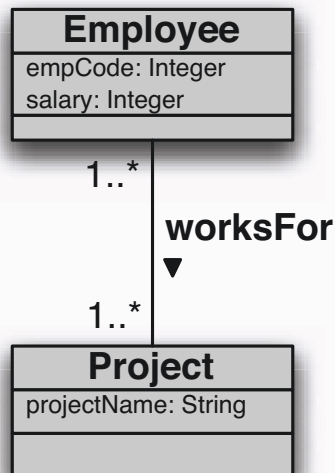 Employee
empCode: Integer
salary: Integer
1..*
worksFor
1..*
Project
projectName: String